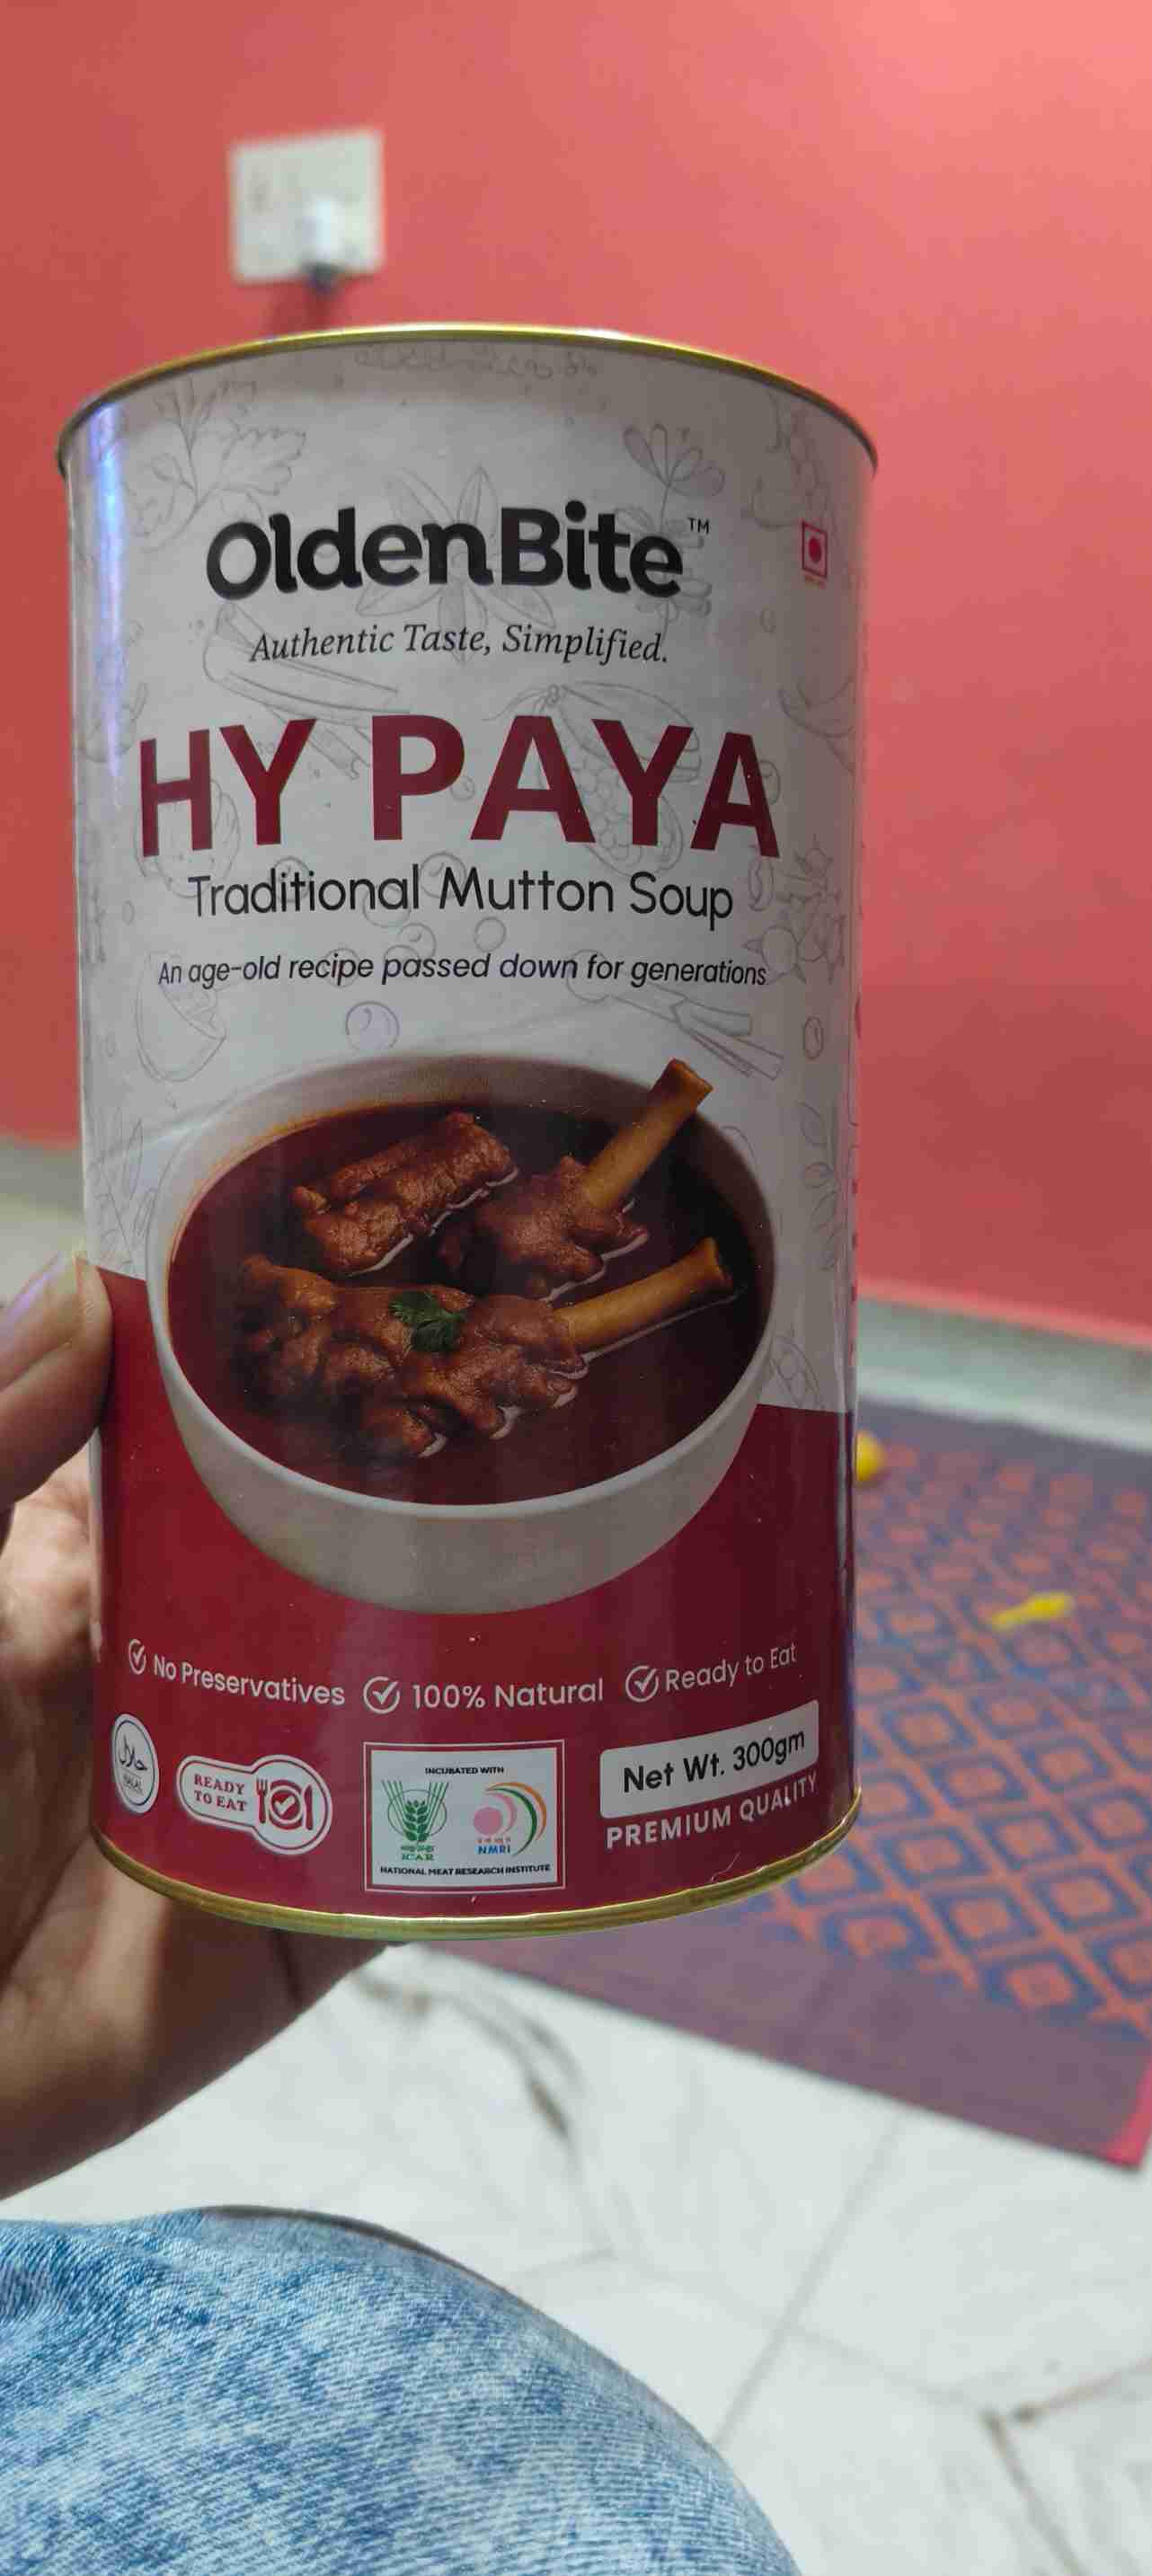 OldenBite™
Authentic Taste, Simplified.
HY PAYA
Traditional Mutton Soup
An age-old recipe passed down for generations
No Preservatives 100% Natural Ready to Eat
حلال
HALAL
READY
TO EAT
INCUBATED WITH
ICAR
NMRI
NATIONAL MEAT RESEARCH INSTITUTE
Net Wt. 300gm
PREMIUM QUALITY